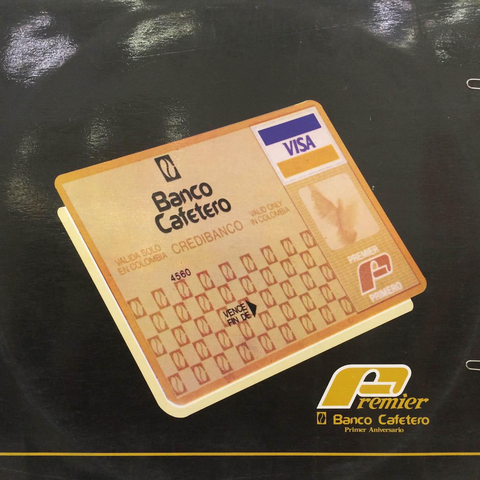 VISA
Banco
Cafetero
VALIDA SOLO
EN COLOMBIA
CREDIBANCO
VALID ONLY
IN COLOMBIA
4560
VENCE
FIN DE
PREMIER
P
PRIMERO
Premier
Banco Cafetero
Primer Aniversario